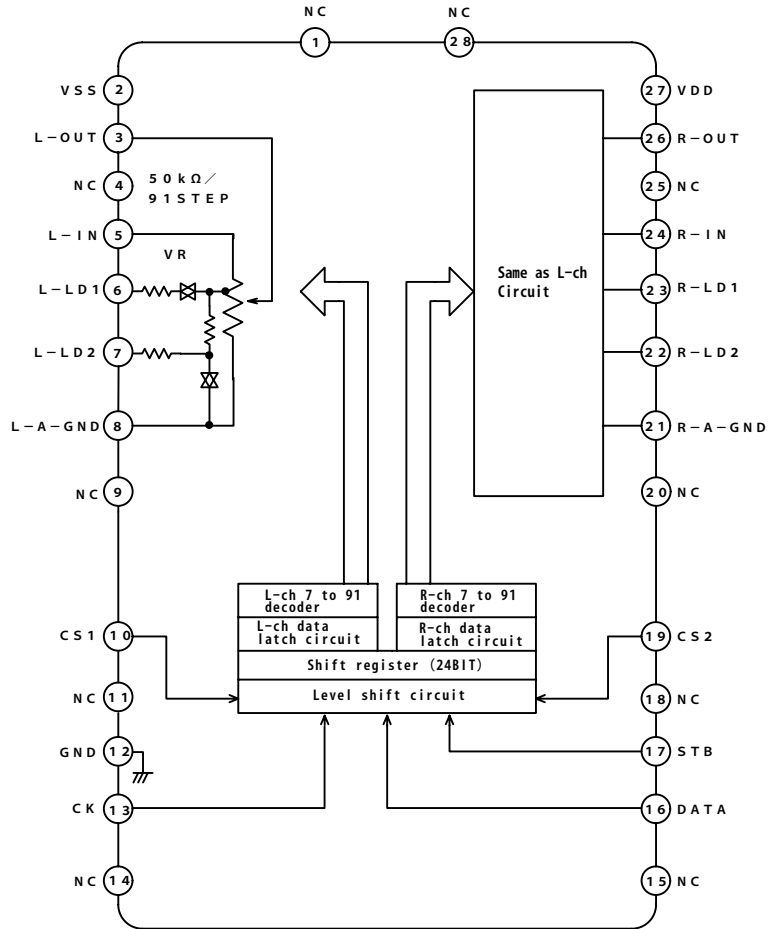 NC
1
NC
28
VSS 2
27 VDD
L-OUT 3
26 R-OUT
NC 4
50kΩ/
91STEP
25 NC
L-IN 5
24 R-IN
VR
L-LD1 6
Same as L-ch
Circuit
23 R-LD1
L-LD2 7
22 R-LD2
L-A-GND 8
21 R-A-GND
NC 9
20 NC
L-ch 7 to 91
decoder
R-ch 7 to 91
decoder
L-ch data
latch circuit
R-ch data
latch circuit
CS1 10
19 CS2
Shift register (24BIT)
Level shift circuit
NC 11
18 NC
GND 12
17 STB
CK 13
16 DATA
NC 14
15 NC